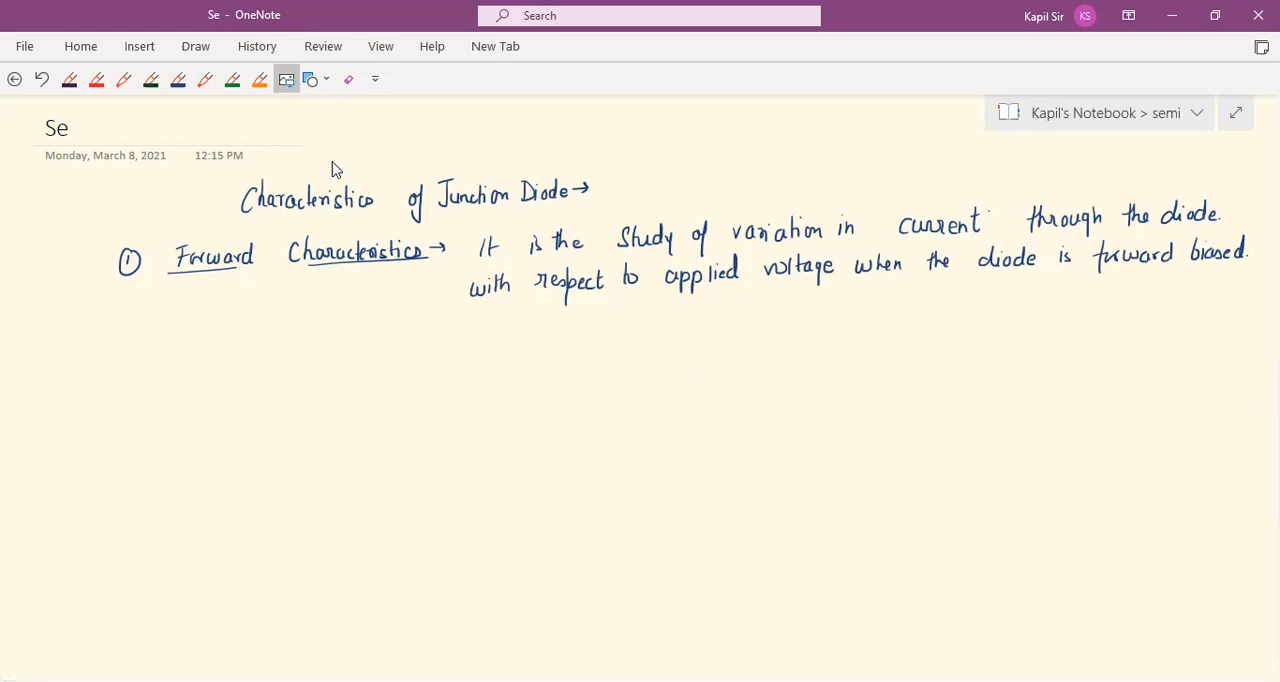 Se - OneNote
Search
Kapil Sir
KS
File Home Insert Draw History Review View Help New Tab
Kapil's Notebook > semi
Se
Monday, March 8, 2021 12:15 PM
Characteristics of Junction Diode →
① Forward Characteristics → It is the study of variation in current through the diode.
with respect to applied voltage when the diode is forward biased.